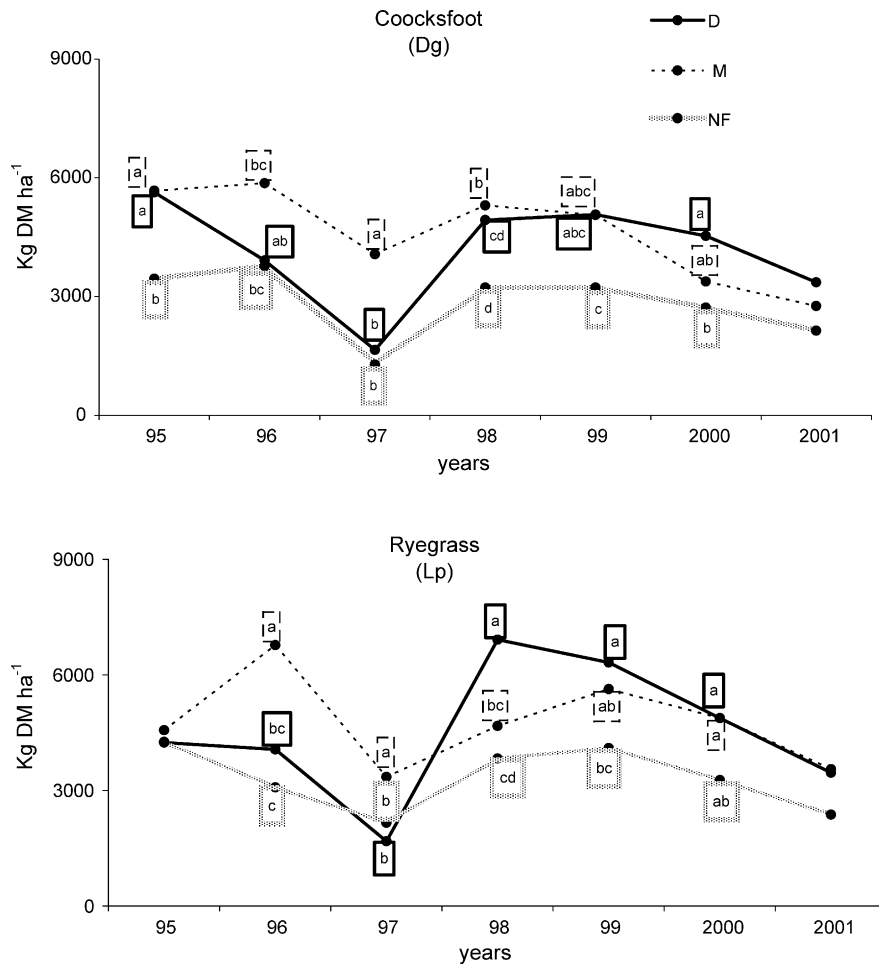 Coocksfoot
(Dg)
D
M
NF
9000
6000
3000
0
Kg DM ha⁻¹
a
bc
a
b
abc
a
ab
a
b
cd
abc
ab
b
bc
b
d
c
b
95 96 97 98 99 2000 2001
years
Ryegrass
(Lp)
9000
6000
3000
0
Kg DM ha⁻¹
a
a
a
a
bc
a
bc
ab
a
c
b
b
cd
bc
ab
95 96 97 98 99 2000 2001
years